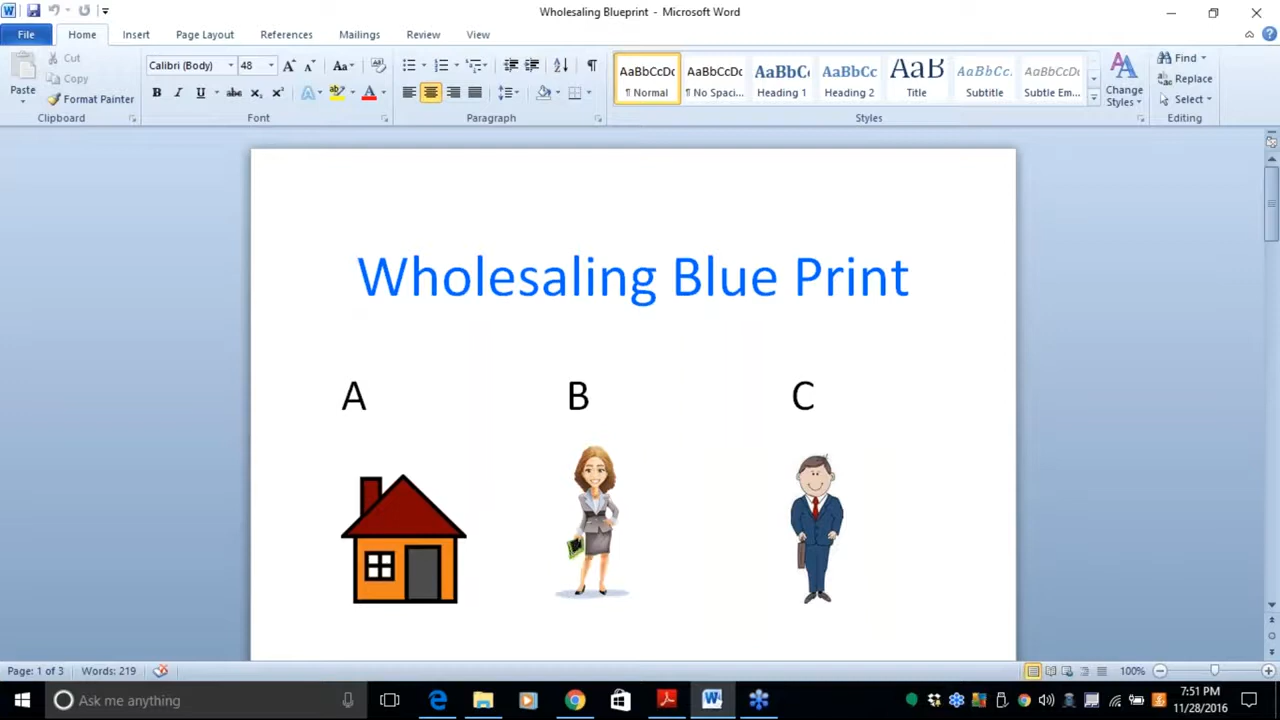 Wholesaling Blueprint - Microsoft Word
File Home Insert Page Layout References Mailings Review View
Paste
Cut
Copy
Format Painter
Clipboard
Calibri (Body) 48
Font
Paragraph
AaBbCcDc AaBbCcDc AaBbC AaBbCc AaB AaBbCc. AaBbCcDc
¶ Normal ¶ No Spaci... Heading 1 Heading 2 Title Subtitle Subtle Em...
Styles
Change
Styles
Find
Replace
Select
Editing
Wholesaling Blue Print
A B C
Page: 1 of 3 Words: 219 100%
Ask me anything
7:51 PM
11/28/2016